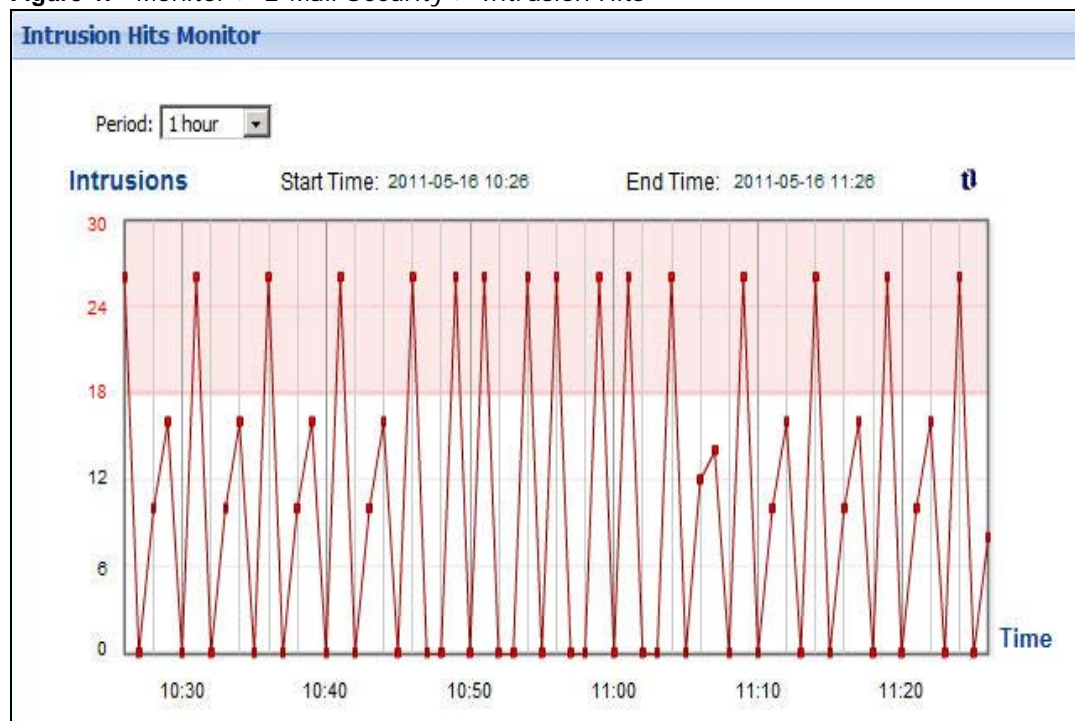 Intrusion Hits Monitor
Period: 1 hour
Intrusions Start Time: 2011-05-16 10:26 End Time: 2011-05-16 11:26
30
24
18
12
6
0
Time
10:30 10:40 10:50 11:00 11:10 11:20